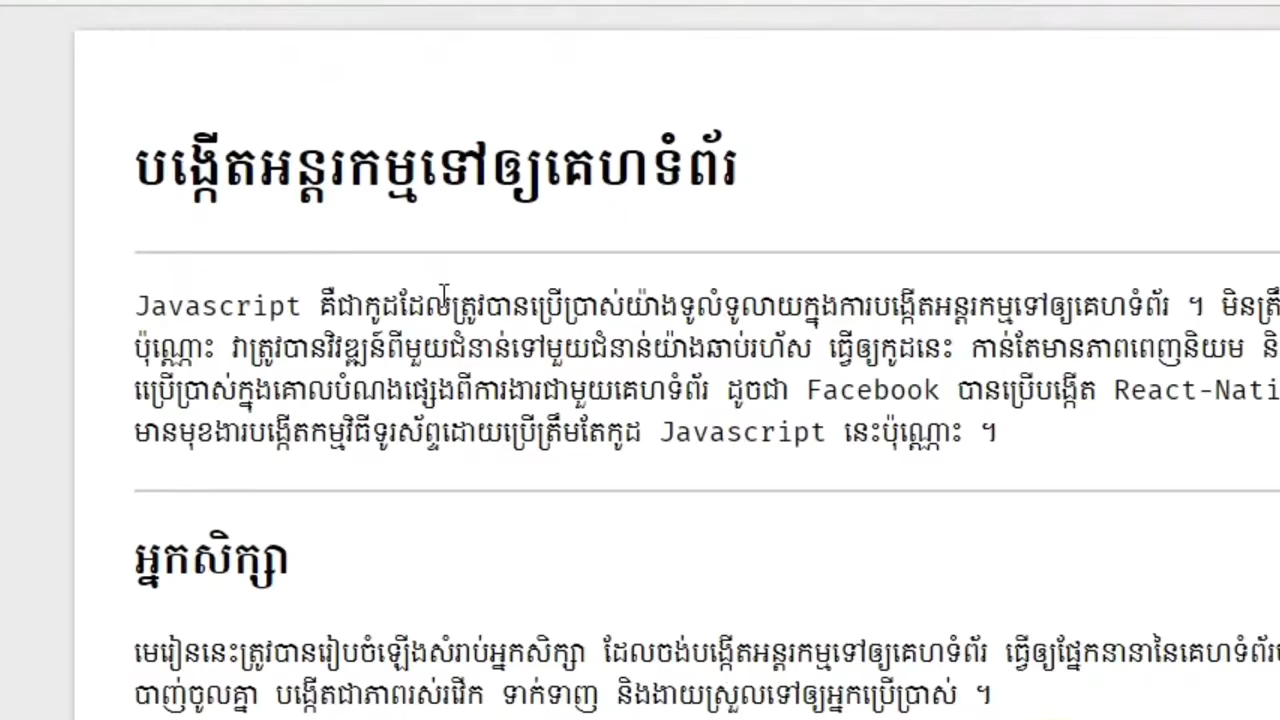 បង្កើតអន្តរកម្មទៅឲ្យគេហទំព័រ
Javascript គឺជាកូដដែលត្រូវបានប្រើប្រាស់យ៉ាងទូលំទូលាយក្នុងការបង្កើតអន្តរកម្មទៅឲ្យគេហទំព័រ ។ មិនត្រឹ
ប៉ុណ្ណោះ វាត្រូវបានវិវឌ្ឍន៍ពីមួយជំនាន់ទៅមួយជំនាន់យ៉ាងឆាប់រហ័ស ធ្វើឲ្យកូដនេះ កាន់តែមានភាពពេញនិយម និ
ប្រើប្រាស់ក្នុងគោលបំណងផ្សេងពីការងារជាមួយគេហទំព័រ ដូចជា Facebook បានប្រើបង្កើត React-Nati
មានមុខងារបង្កើតកម្មវិធីទូរស័ព្ទដោយប្រើត្រឹមតែកូដ Javascript នេះប៉ុណ្ណោះ ។
អ្នកសិក្សា
មេរៀននេះត្រូវបានរៀបចំឡើងសំរាប់អ្នកសិក្សា ដែលចង់បង្កើតអន្តរកម្មទៅឲ្យគេហទំព័រ ធ្វើឲ្យផ្នែកនានានៃគេហទំព័រ
បាញ់ចូលគ្នា បង្កើតជាភាពរស់រវើក ទាក់ទាញ និងងាយស្រួលទៅឲ្យអ្នកប្រើប្រាស់ ។